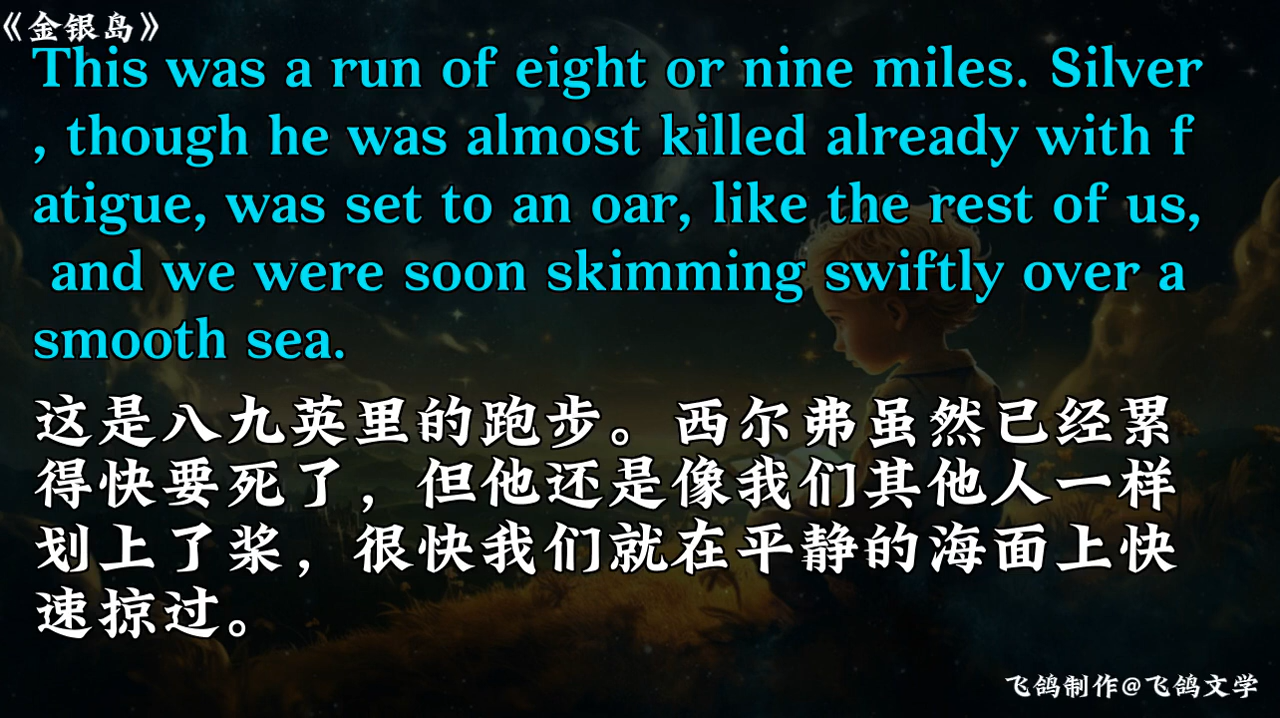 《金银岛》
This was a run of eight or nine miles. Silver
, though he was almost killed already with f
atigue, was set to an oar, like the rest of us,
and we were soon skimming swiftly over a
smooth sea.
这是八九英里的跑步。西尔弗虽然已经累
得快要死了，但他还是像我们其他人一样
划上了桨，很快我们就在平静的海面上快
速掠过。
飞鸽制作@飞鸽文学